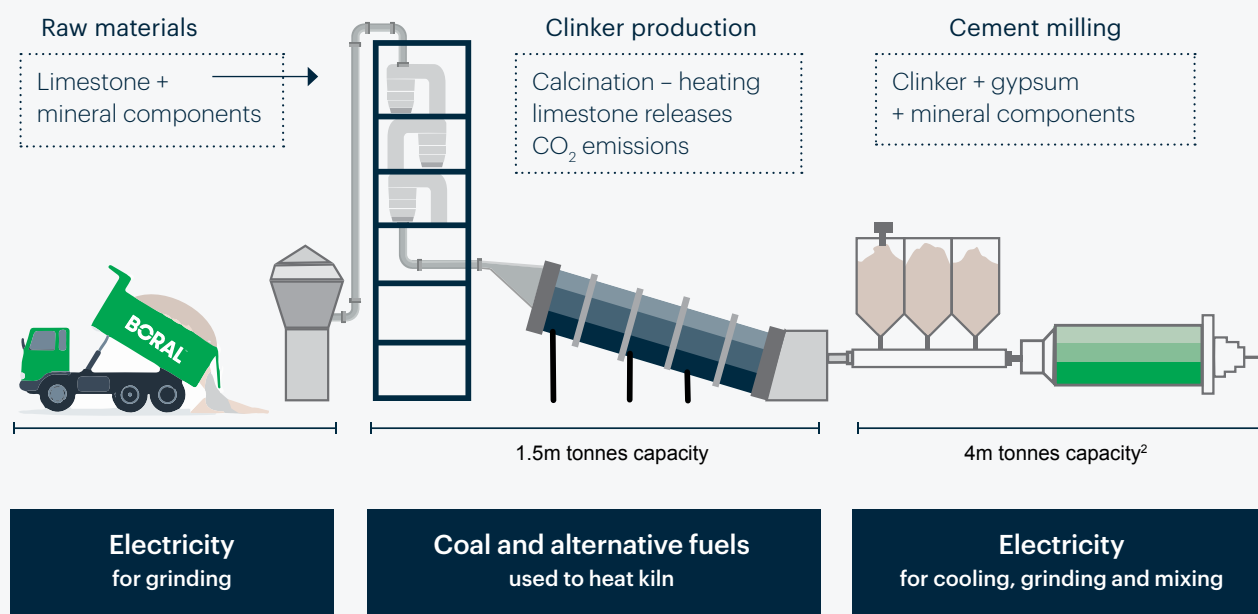 Raw materials
Limestone +
mineral components
Clinker production
Calcination – heating
limestone releases
CO₂ emissions
Cement milling
Clinker + gypsum
+ mineral components
BORAL
1.5m tonnes capacity
4m tonnes capacity²
Electricity
for grinding
Coal and alternative fuels
used to heat kiln
Electricity
for cooling, grinding and mixing